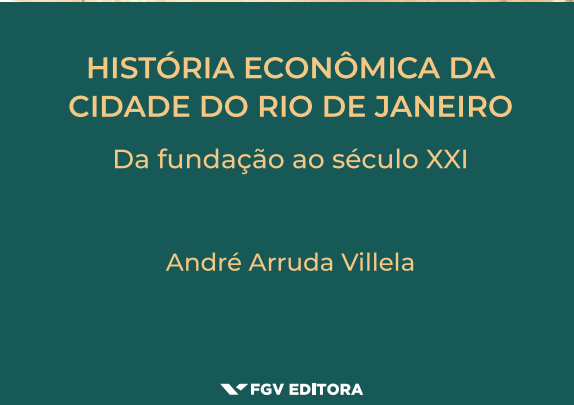 HISTÓRIA ECONÔMICA DA
CIDADE DO RIO DE JANEIRO
Da fundação ao século XXI
André Arruda Villela
FGV EDITORA